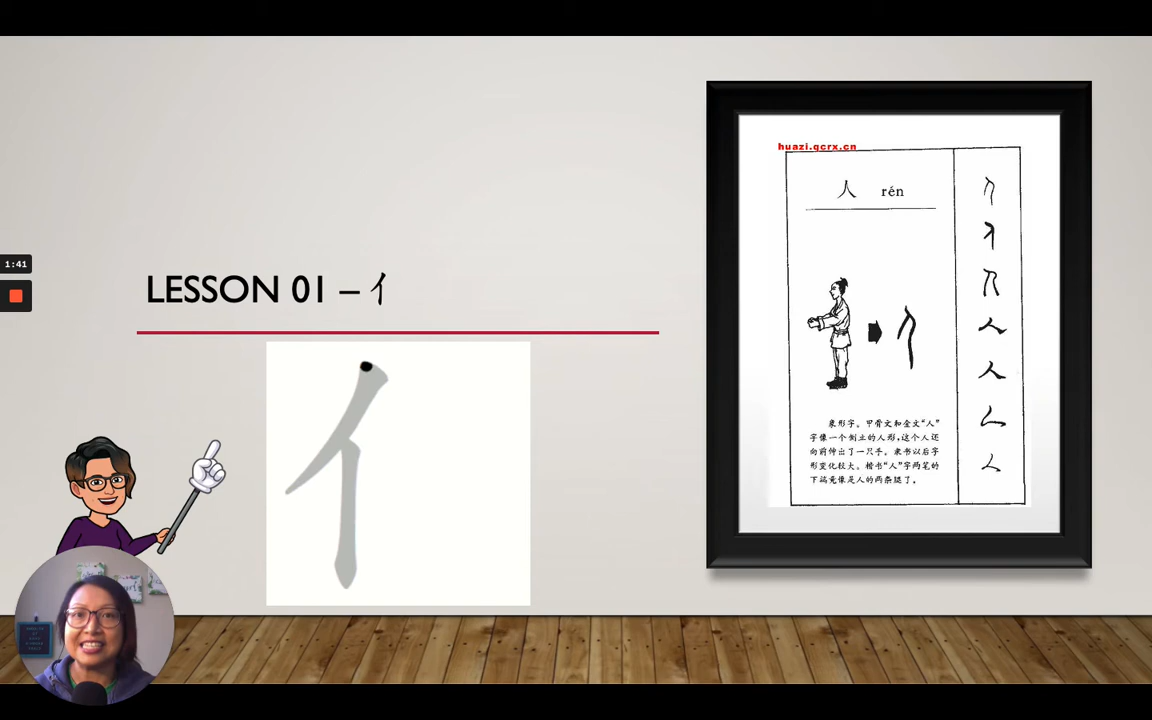 1:41
LESSON 01 – 亻
亻
huazi.qcrx.cn
人 rén
象形字。甲骨文和金文“人”
字像一个侧立的人形，这个人还
向前伸出了一只手。隶书以后字
形变化较大。楷书“人”字两笔的
下端竟像是人的两条腿了。